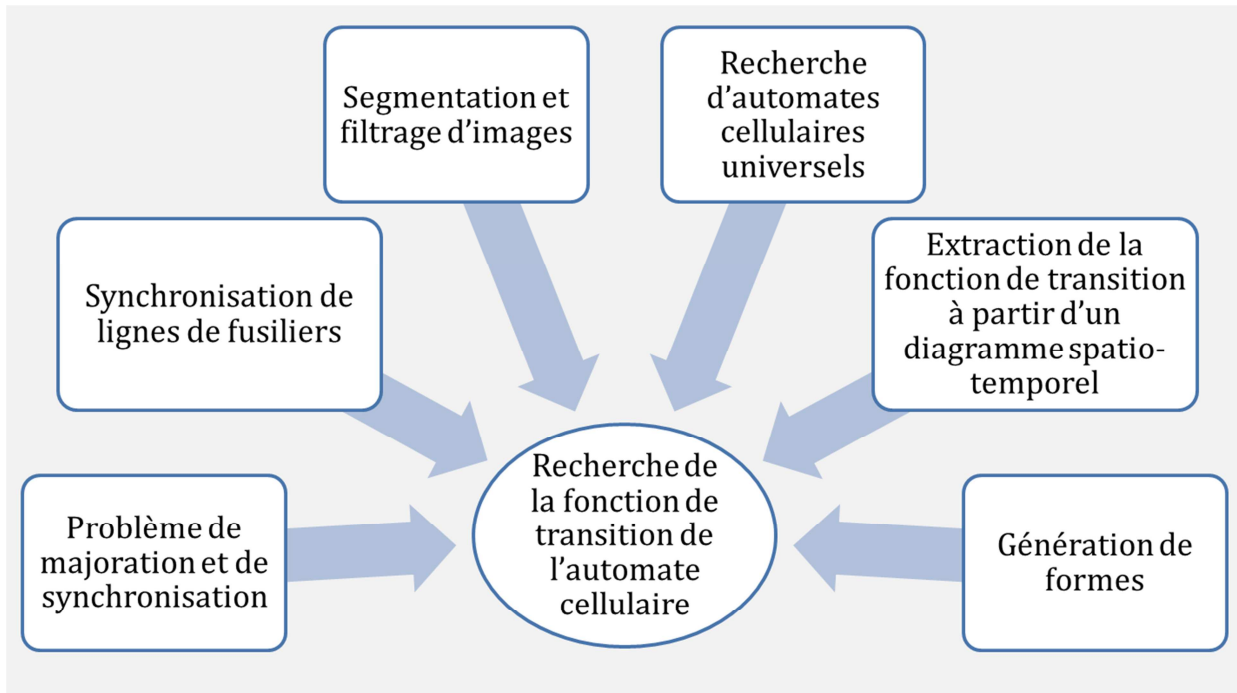 Segmentation et
filtrage d'images
Recherche
d'automates
cellulaires
universels
Synchronisation de
lignes de fusiliers
Extraction de la
fonction de transition
à partir d'un
diagramme spatio-
temporel
Problème de
majoration et de
synchronisation
Recherche de
la fonction de
transition de
l'automate
cellulaire
Génération de
formes